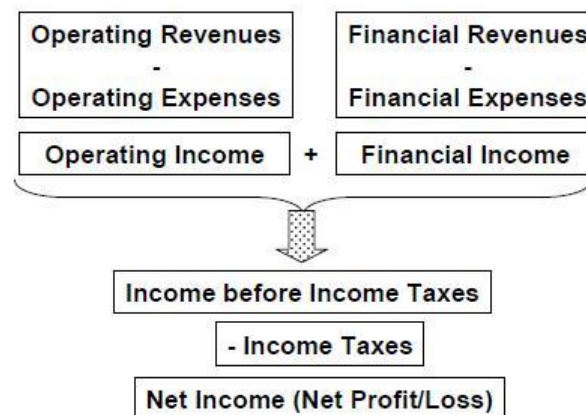 Operating Revenues
-
Operating Expenses
Financial Revenues
-
Financial Expenses
Operating Income
+
Financial Income
Income before Income Taxes
- Income Taxes
Net Income (Net Profit/Loss)